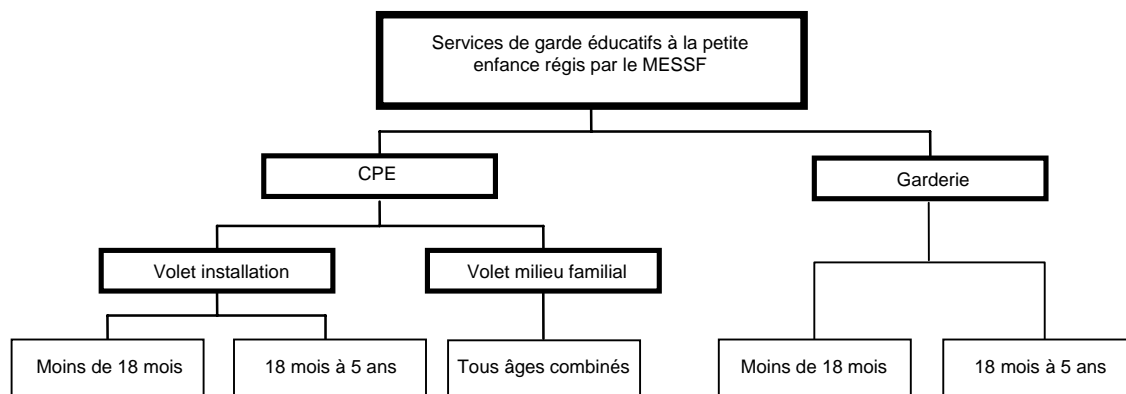 Services de garde éducatifs à la petite
enfance régis par le MESSF
CPE
Garderie
Volet installation
Volet milieu familial
Moins de 18 mois
18 mois à 5 ans
Tous âges combinés
Moins de 18 mois
18 mois à 5 ans